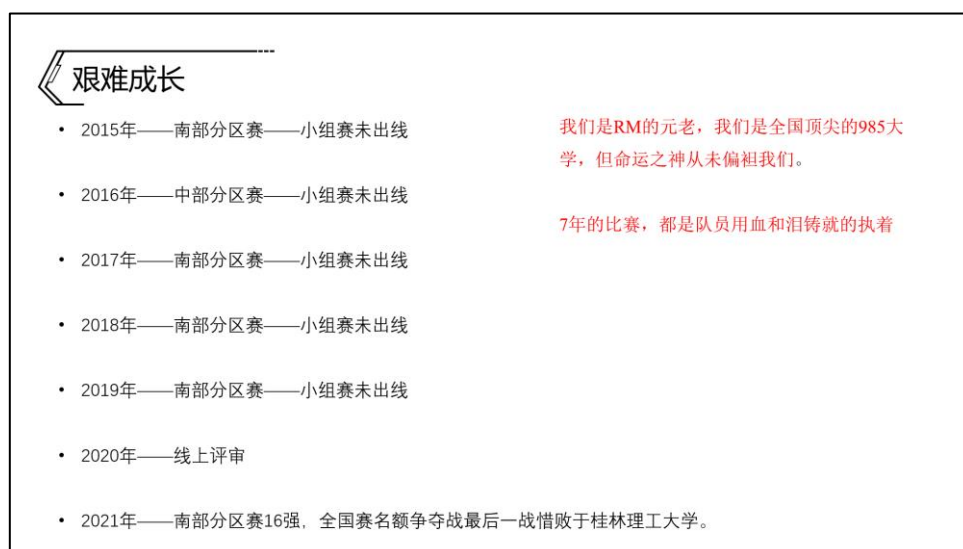 艰难成长
• 2015年——南部分区赛——小组赛未出线
• 2016年——中部分区赛——小组赛未出线
• 2017年——南部分区赛——小组赛未出线
• 2018年——南部分区赛——小组赛未出线
• 2019年——南部分区赛——小组赛未出线
• 2020年——线上评审
• 2021年——南部分区赛16强，全国赛名额争夺战最后一战惜败于桂林理工大学。
我们是RM的元老，我们是全国顶尖的985大
学，但命运之神从未偏袒我们。
7年的比赛，都是队员用血和泪铸就的执着